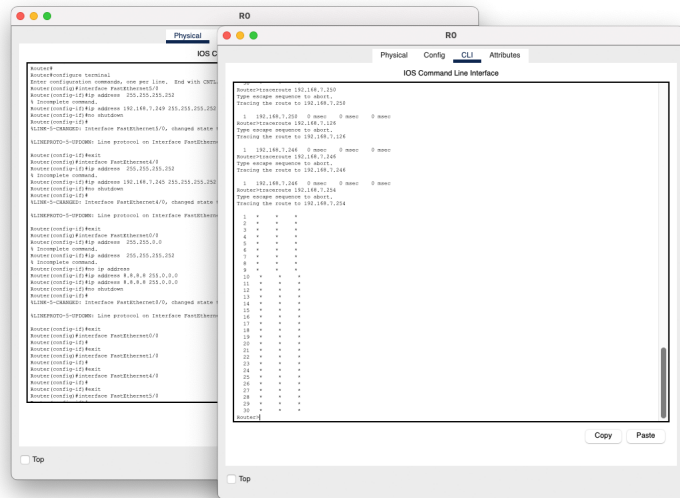 R0
Physical
IOS C
Router#
Router#configure terminal
Enter configuration commands, one per line. End with CNTL
Router(config)#interface FastEthernet5/0
Router(config-if)#ip address 255.255.255.252
% Incomplete command.
Router(config-if)#ip address 192.168.7.249 255.255.255.252
Router(config-if)#no shutdown
Router(config-if)#
%LINK-5-CHANGED: Interface FastEthernet5/0, changed state
%LINEPROTO-5-UPDOWN: Line protocol on Interface FastEthern
Router(config-if)#exit
Router(config)#interface FastEthernet4/0
Router(config-if)#ip address 255.255.255.252
% Incomplete command.
Router(config-if)#ip address 192.168.7.245 255.255.255.252
Router(config-if)#no shutdown
Router(config-if)#
%LINK-5-CHANGED: Interface FastEthernet4/0, changed state
%LINEPROTO-5-UPDOWN: Line protocol on Interface FastEthern
Router(config-if)#exit
Router(config)#interface FastEthernet0/0
Router(config-if)#ip address 255.255.0.0
% Incomplete command.
Router(config-if)#ip address 255.255.255.252
% Incomplete command.
Router(config-if)#no ip address
Router(config-if)#ip address 8.8.8.8 255.0.0.0
Router(config-if)#ip address 8.8.8.8 255.0.0.0
Router(config-if)#no shutdown
Router(config-if)#
%LINK-5-CHANGED: Interface FastEthernet0/0, changed state
%LINEPROTO-5-UPDOWN: Line protocol on Interface FastEthern
Router(config-if)#exit
Router(config)#interface FastEthernet0/0
Router(config-if)#
Router(config-if)#exit
Router(config)#interface FastEthernet1/0
Router(config-if)#
Router(config-if)#exit
Router(config)#interface FastEthernet4/0
Router(config-if)#
Router(config-if)#exit
Router(config)#interface FastEthernet5/0
Top
R0
Physical Config CLI Attributes
IOS Command Line Interface
Router>traceroute 192.168.7.250
Type escape sequence to abort.
Tracing the route to 192.168.7.250
1 192.168.7.250 0 msec 0 msec 0 msec
Router>traceroute 192.168.7.126
Type escape sequence to abort.
Tracing the route to 192.168.7.126
1 192.168.7.246 0 msec 0 msec 0 msec
Router>traceroute 192.168.7.246
Type escape sequence to abort.
Tracing the route to 192.168.7.246
1 192.168.7.246 0 msec 0 msec 0 msec
Router>traceroute 192.168.7.254
Type escape sequence to abort.
Tracing the route to 192.168.7.254
1 * * *
2 * * *
3 * * *
4 * * *
5 * * *
6 * * *
7 * * *
8 * * *
9 * * *
10 * * *
11 * * *
12 * * *
13 * * *
14 * * *
15 * * *
16 * * *
17 * * *
18 * * *
19 * * *
20 * * *
21 * * *
22 * * *
23 * * *
24 * * *
25 * * *
26 * * *
27 * * *
28 * * *
29 * * *
30 * * *
Router>
Copy Paste
Top